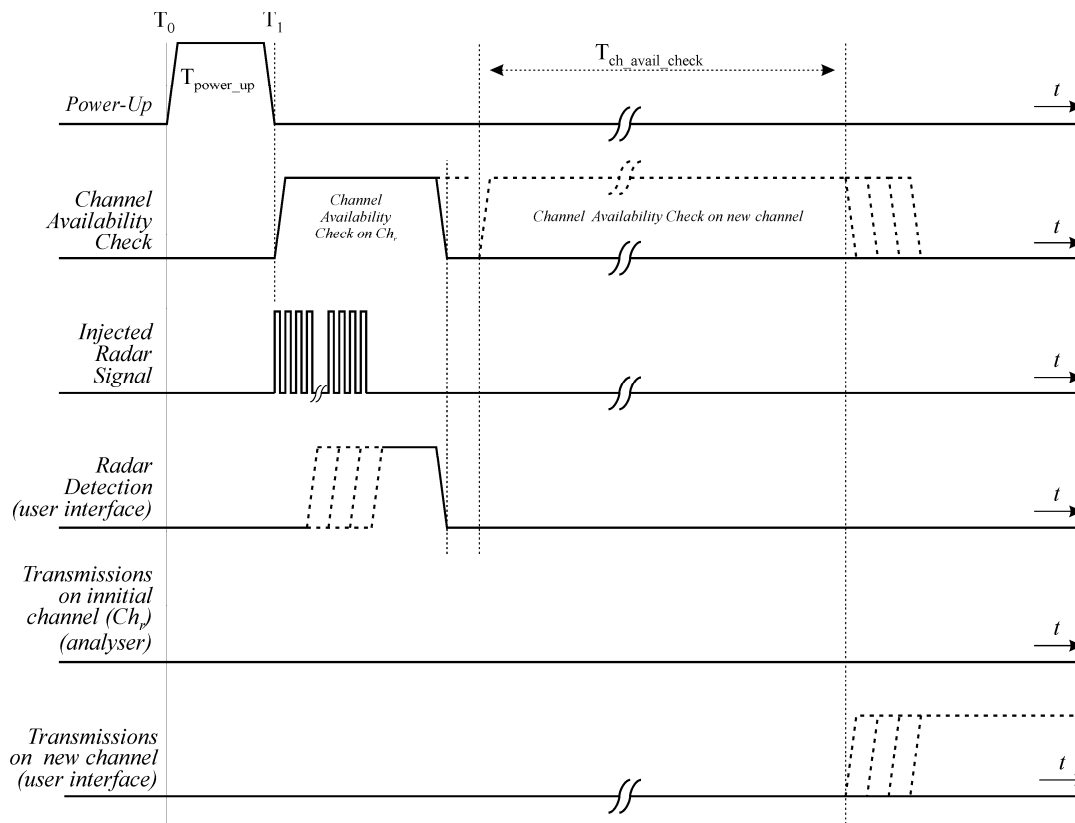 T0 T1
Tch_avail_check
Tpower_up
Power-Up
t
Channel
Availability
Check
Channel
Availability
Check on Chr
Channel Availability Check on new channel
t
Injected
Radar
Signal
t
Radar
Detection
(user interface)
t
Transmissions
on innitial
channel (Chr)
(analyser)
t
Transmissions
on new channel
(user interface)
t